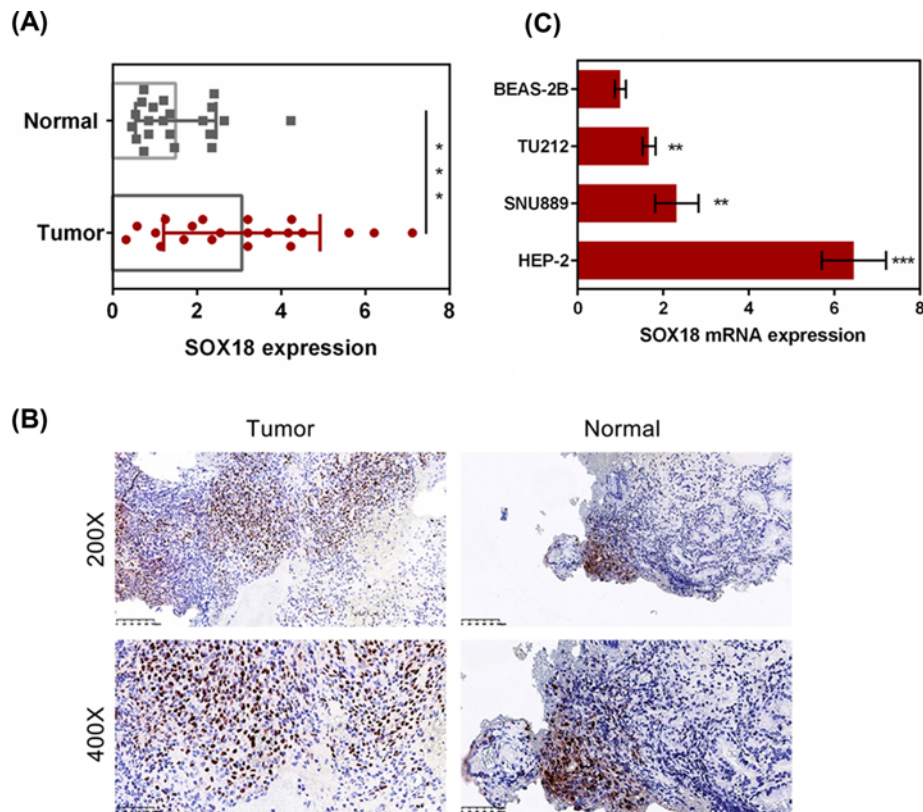 (A)
Normal
Tumor
***
0 2 4 6 8
SOX18 expression
(C)
BEAS-2B
TU212 **
SNU889 **
HEP-2 ***
0 2 4 6 8
SOX18 mRNA expression
(B)
Tumor Normal
200X
400X